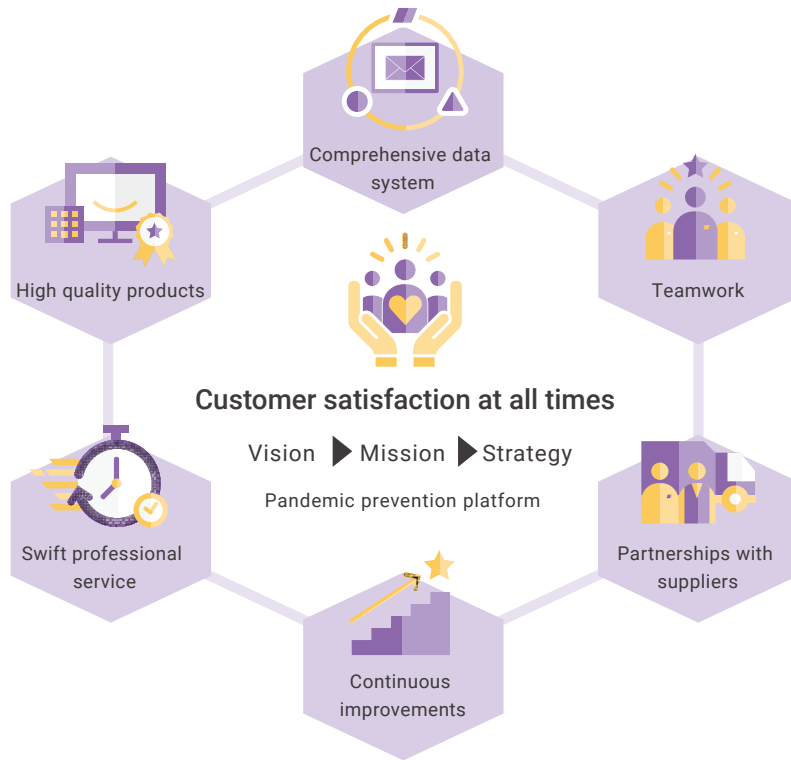 Comprehensive data
system
High quality products
Teamwork
Customer satisfaction at all times
Vision Mission Strategy
Pandemic prevention platform
Swift professional
service
Partnerships with
suppliers
Continuous
improvements